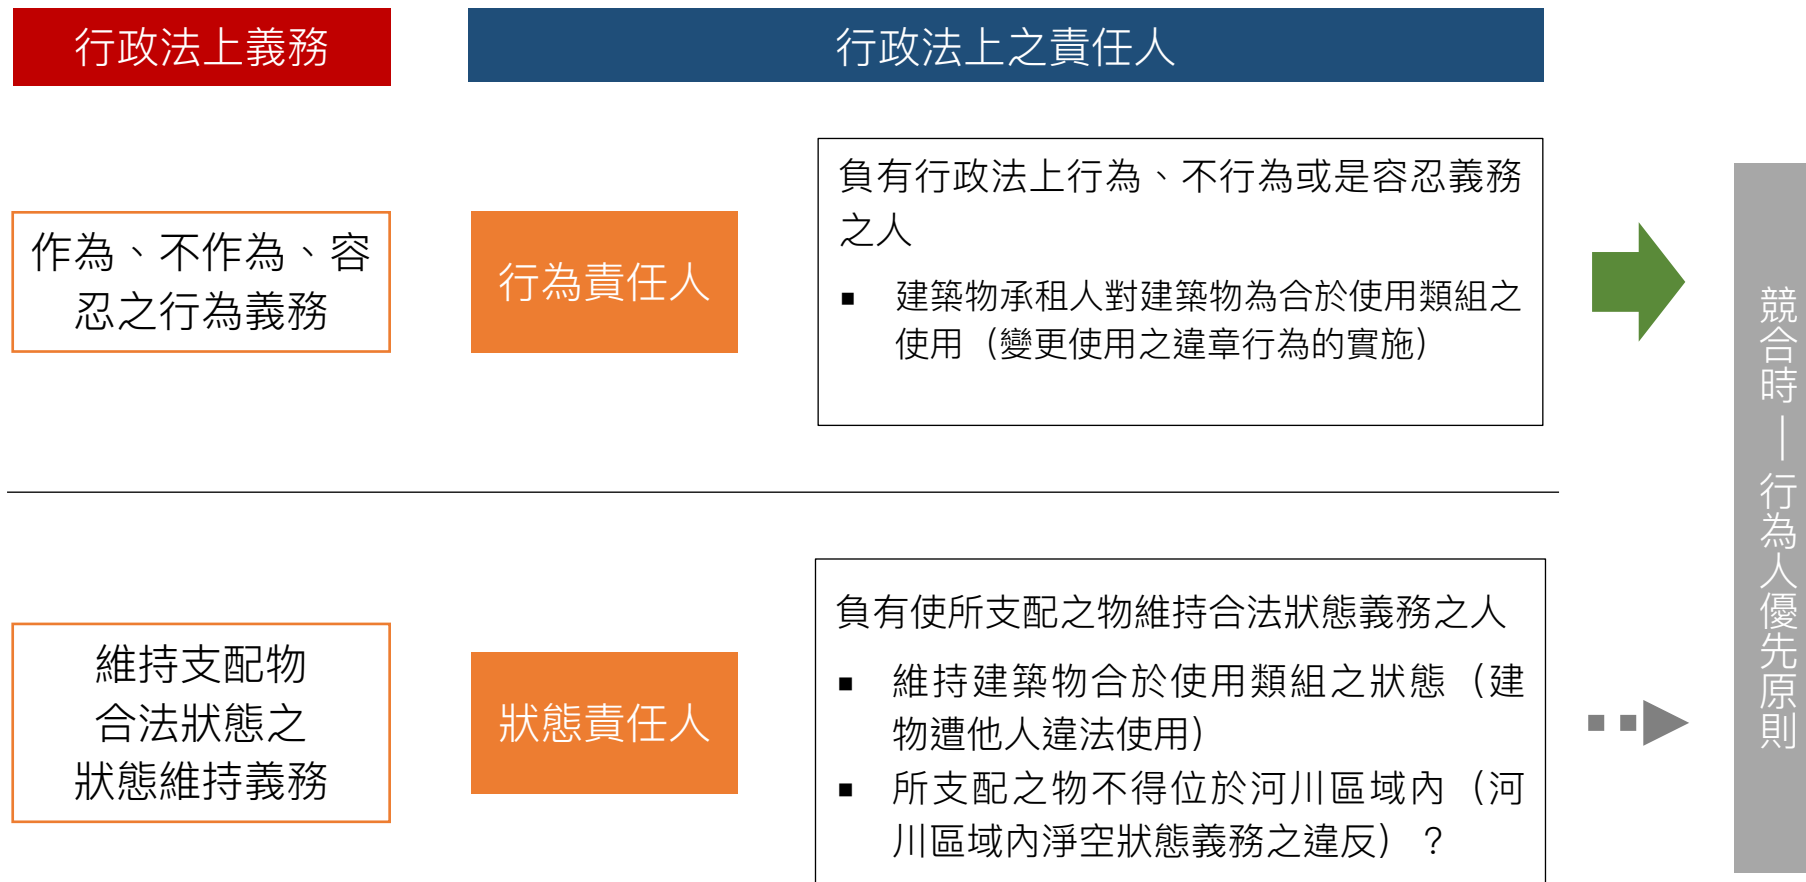 行政法上義務
行政法上之責任人
作為、不作為、容
忍之行為義務
行為責任人
負有行政法上行為、不行為或是容忍義務
之人
▪ 建築物承租人對建築物為合於使用類組之
使用（變更使用之違章行為的實施）
維持支配物
合法狀態之
狀態維持義務
狀態責任人
負有使所支配之物維持合法狀態義務之人
▪ 維持建築物合於使用類組之狀態（建
物遭他人違法使用）
▪ 所支配之物不得位於河川區域內（河
川區域內淨空狀態義務之違反）？
競合時—行為人優先原則